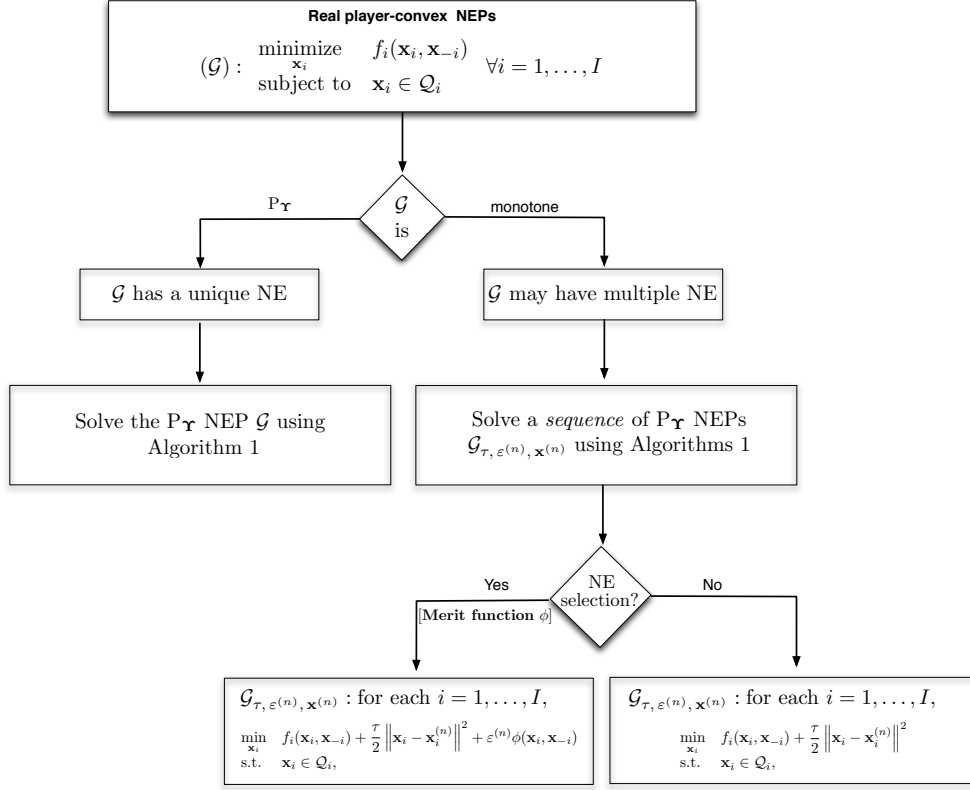 Real player-convex NEPs
minimize f_i(x_i, x_{-i})
x_i
(𝒢) : ∀i = 1, . . . , I
subject to x_i ∈ 𝒬_i
P_Υ
𝒢
is
monotone
𝒢 has a unique NE
𝒢 may have multiple NE
Solve the P_Υ NEP 𝒢 using
Algorithm 1
Solve a sequence of P_Υ NEPs
𝒢_{τ, ε^{(n)}, x^{(n)}} using Algorithms 1
Yes
NE
selection?
No
[Merit function ϕ]
𝒢_{τ, ε^{(n)}, x^{(n)}} : for each i = 1, . . . , I,
min f_i(x_i, x_{-i}) + τ/2 ‖x_i − x_i^{(n)}‖² + ε^{(n)}ϕ(x_i, x_{-i})
x_i
s.t. x_i ∈ 𝒬_i,
𝒢_{τ, ε^{(n)}, x^{(n)}} : for each i = 1, . . . , I,
min f_i(x_i, x_{-i}) + τ/2 ‖x_i − x_i^{(n)}‖²
x_i
s.t. x_i ∈ 𝒬_i,